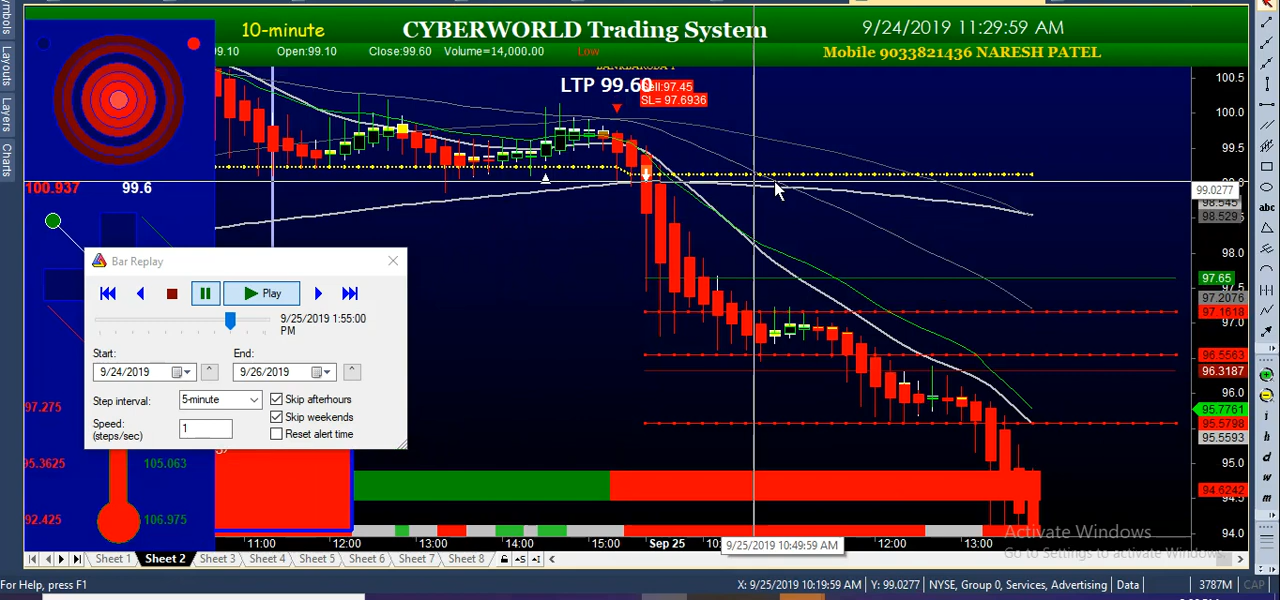 10-minute
CYBERWORLD Trading System
9/24/2019 11:29:59 AM
99.10
Open:99.10
Close:99.60
Volume=14,000.00
Low
Mobile 9033821436 NARESH PATEL
Layouts
Layers
Charts
LTP 99.60
Sell:97.45
SL= 97.6936
100.937
99.6
100.5
100.0
99.5
99.0277
98.545
98.529
98.0
97.65
97.2076
97.1618
97.0
96.5563
96.3187
96.0
95.7761
95.5798
95.5593
95.0
94.6242
94.0
Bar Replay
Play
9/25/2019 1:55:00 PM
Start:
End:
9/24/2019
9/26/2019
Step interval:
5-minute
Skip afterhours
Skip weekends
Speed:
(steps/sec)
1
Reset alert time
97.275
95.3625
105.063
92.425
106.975
abc
i
h
d
w
m
11:00
12:00
13:00
14:00
15:00
Sep 25
9/25/2019 10:49:59 AM
12:00
13:00
Activate Windows
Go to Settings to activate Windows.
Sheet 1
Sheet 2
Sheet 3
Sheet 4
Sheet 5
Sheet 6
Sheet 7
Sheet 8
For Help, press F1
X: 9/25/2019 10:19:59 AM
Y: 99.0277
NYSE, Group 0, Services, Advertising
Data
3787M
CAP